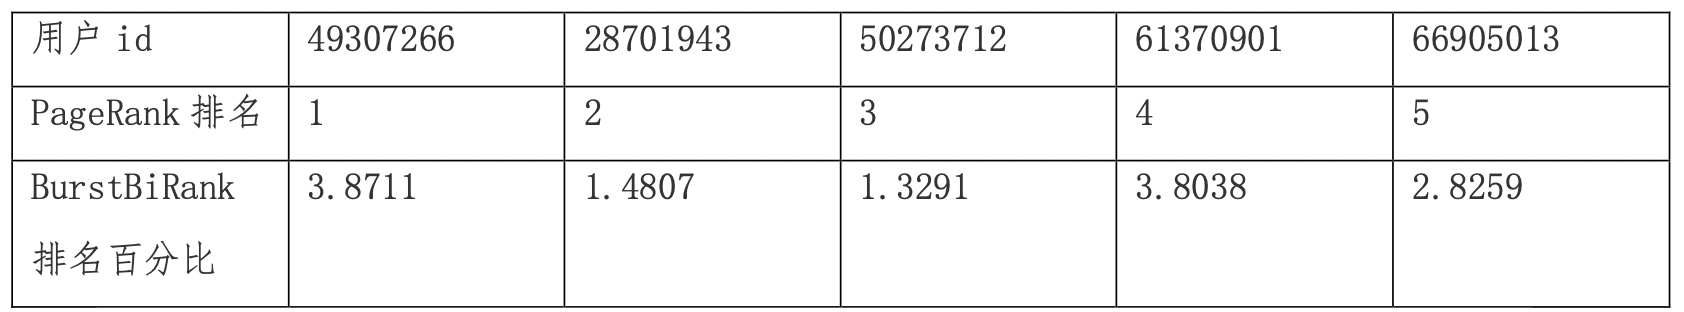 用户 id 49307266 28701943 50273712 61370901 66905013
PageRank 排名 1 2 3 4 5
BurstBiRank 3.8711 1.4807 1.3291 3.8038 2.8259
排名百分比